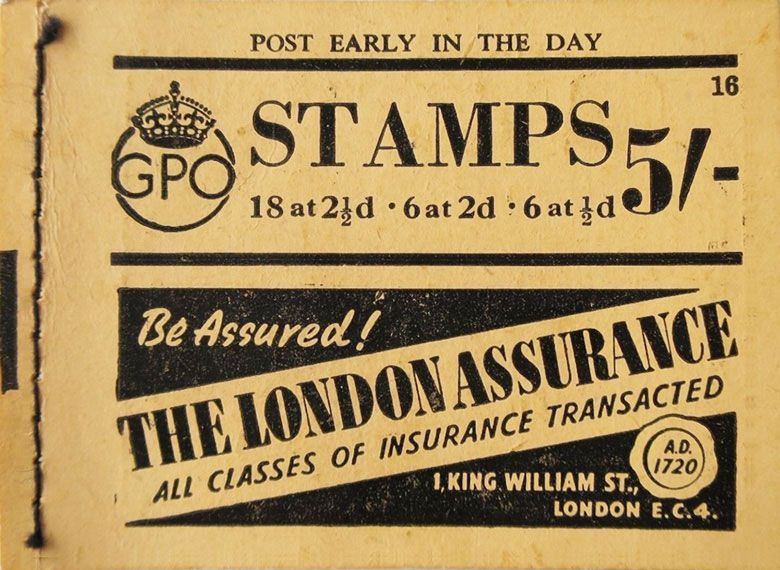 POST EARLY IN THE DAY
16
GPO
STAMPS 5/-
18 at 2½d · 6 at 2d · 6 at ½d
Be Assured!
THE LONDON ASSURANCE
ALL CLASSES OF INSURANCE TRANSACTED
A.D.
1720
1, KING WILLIAM ST.,
LONDON E.C.4.